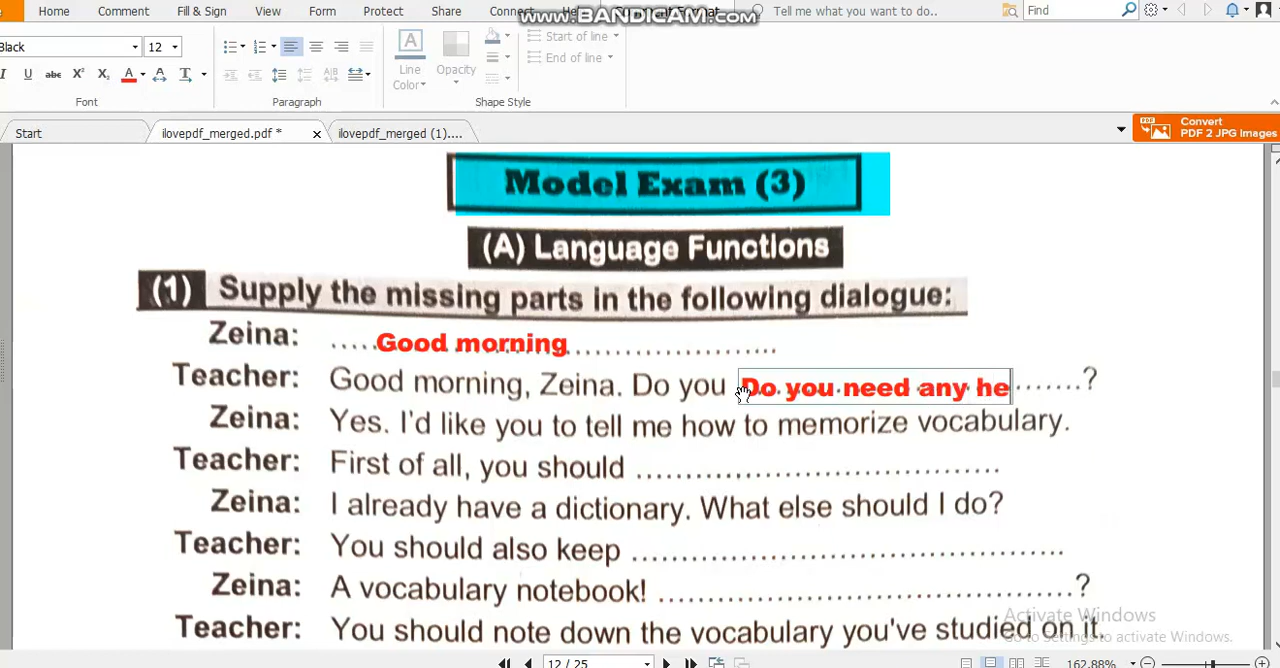 Home Comment Fill & Sign View Form Protect Share Connect Help Comment Format Tell me what you want to do.. Find
www.BANDICAM.com
Black 12 Start of line
I U abc X² X₂ A A T Line Color Opacity End of line
Font Paragraph Shape Style
Start ilovepdf_merged.pdf * ilovepdf_merged (1).... Convert PDF 2 JPG Images
Model Exam (3)
(A) Language Functions
(1) Supply the missing parts in the following dialogue:
Zeina: .....Good morning..........................
Teacher: Good morning, Zeina. Do you Do you need any he.......?
Zeina: Yes. I'd like you to tell me how to memorize vocabulary.
Teacher: First of all, you should ....................................
Zeina: I already have a dictionary. What else should I do?
Teacher: You should also keep ...........................................
Zeina: A vocabulary notebook! .........................................?
Teacher: You should note down the vocabulary you've studied on it.
Activate Windows
Go to Settings to activate Windows.
12 / 25 162.88%